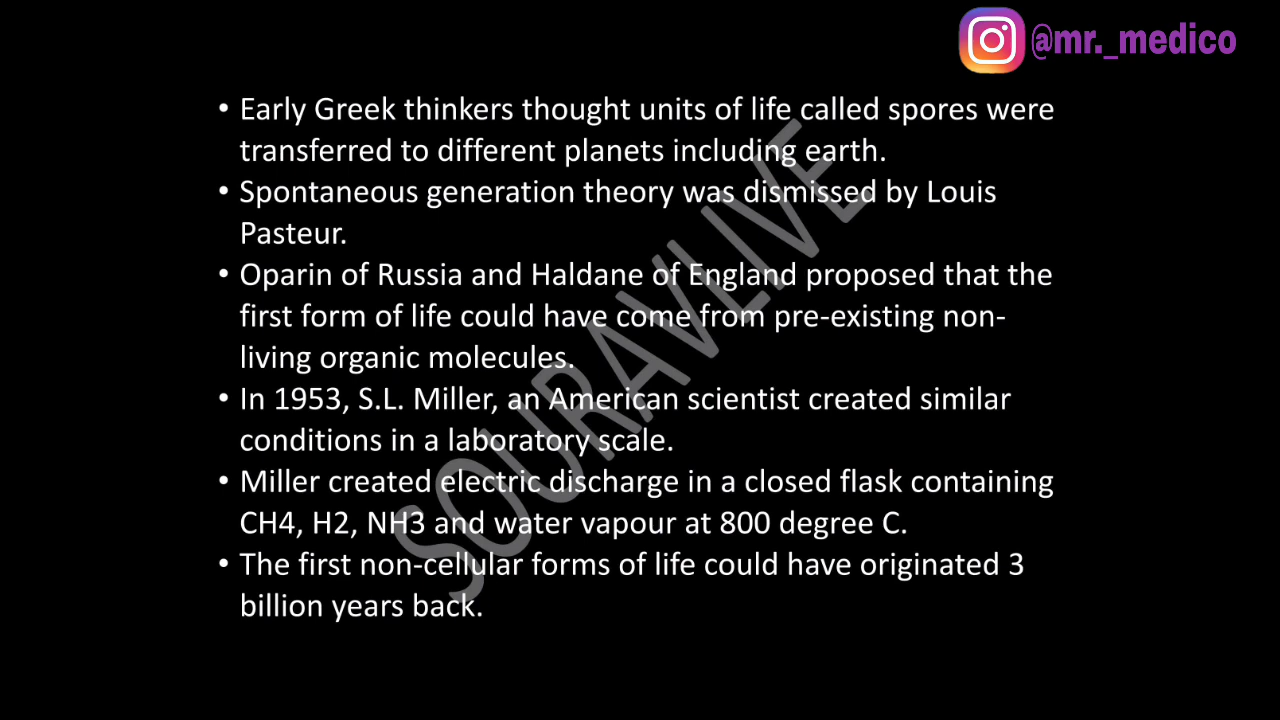 @mr._medico
• Early Greek thinkers thought units of life called spores were
transferred to different planets including earth.
• Spontaneous generation theory was dismissed by Louis
Pasteur.
• Oparin of Russia and Haldane of England proposed that the
first form of life could have come from pre-existing non-
living organic molecules.
• In 1953, S.L. Miller, an American scientist created similar
conditions in a laboratory scale.
• Miller created electric discharge in a closed flask containing
CH4, H2, NH3 and water vapour at 800 degree C.
• The first non-cellular forms of life could have originated 3
billion years back.
SOURAVLIVE